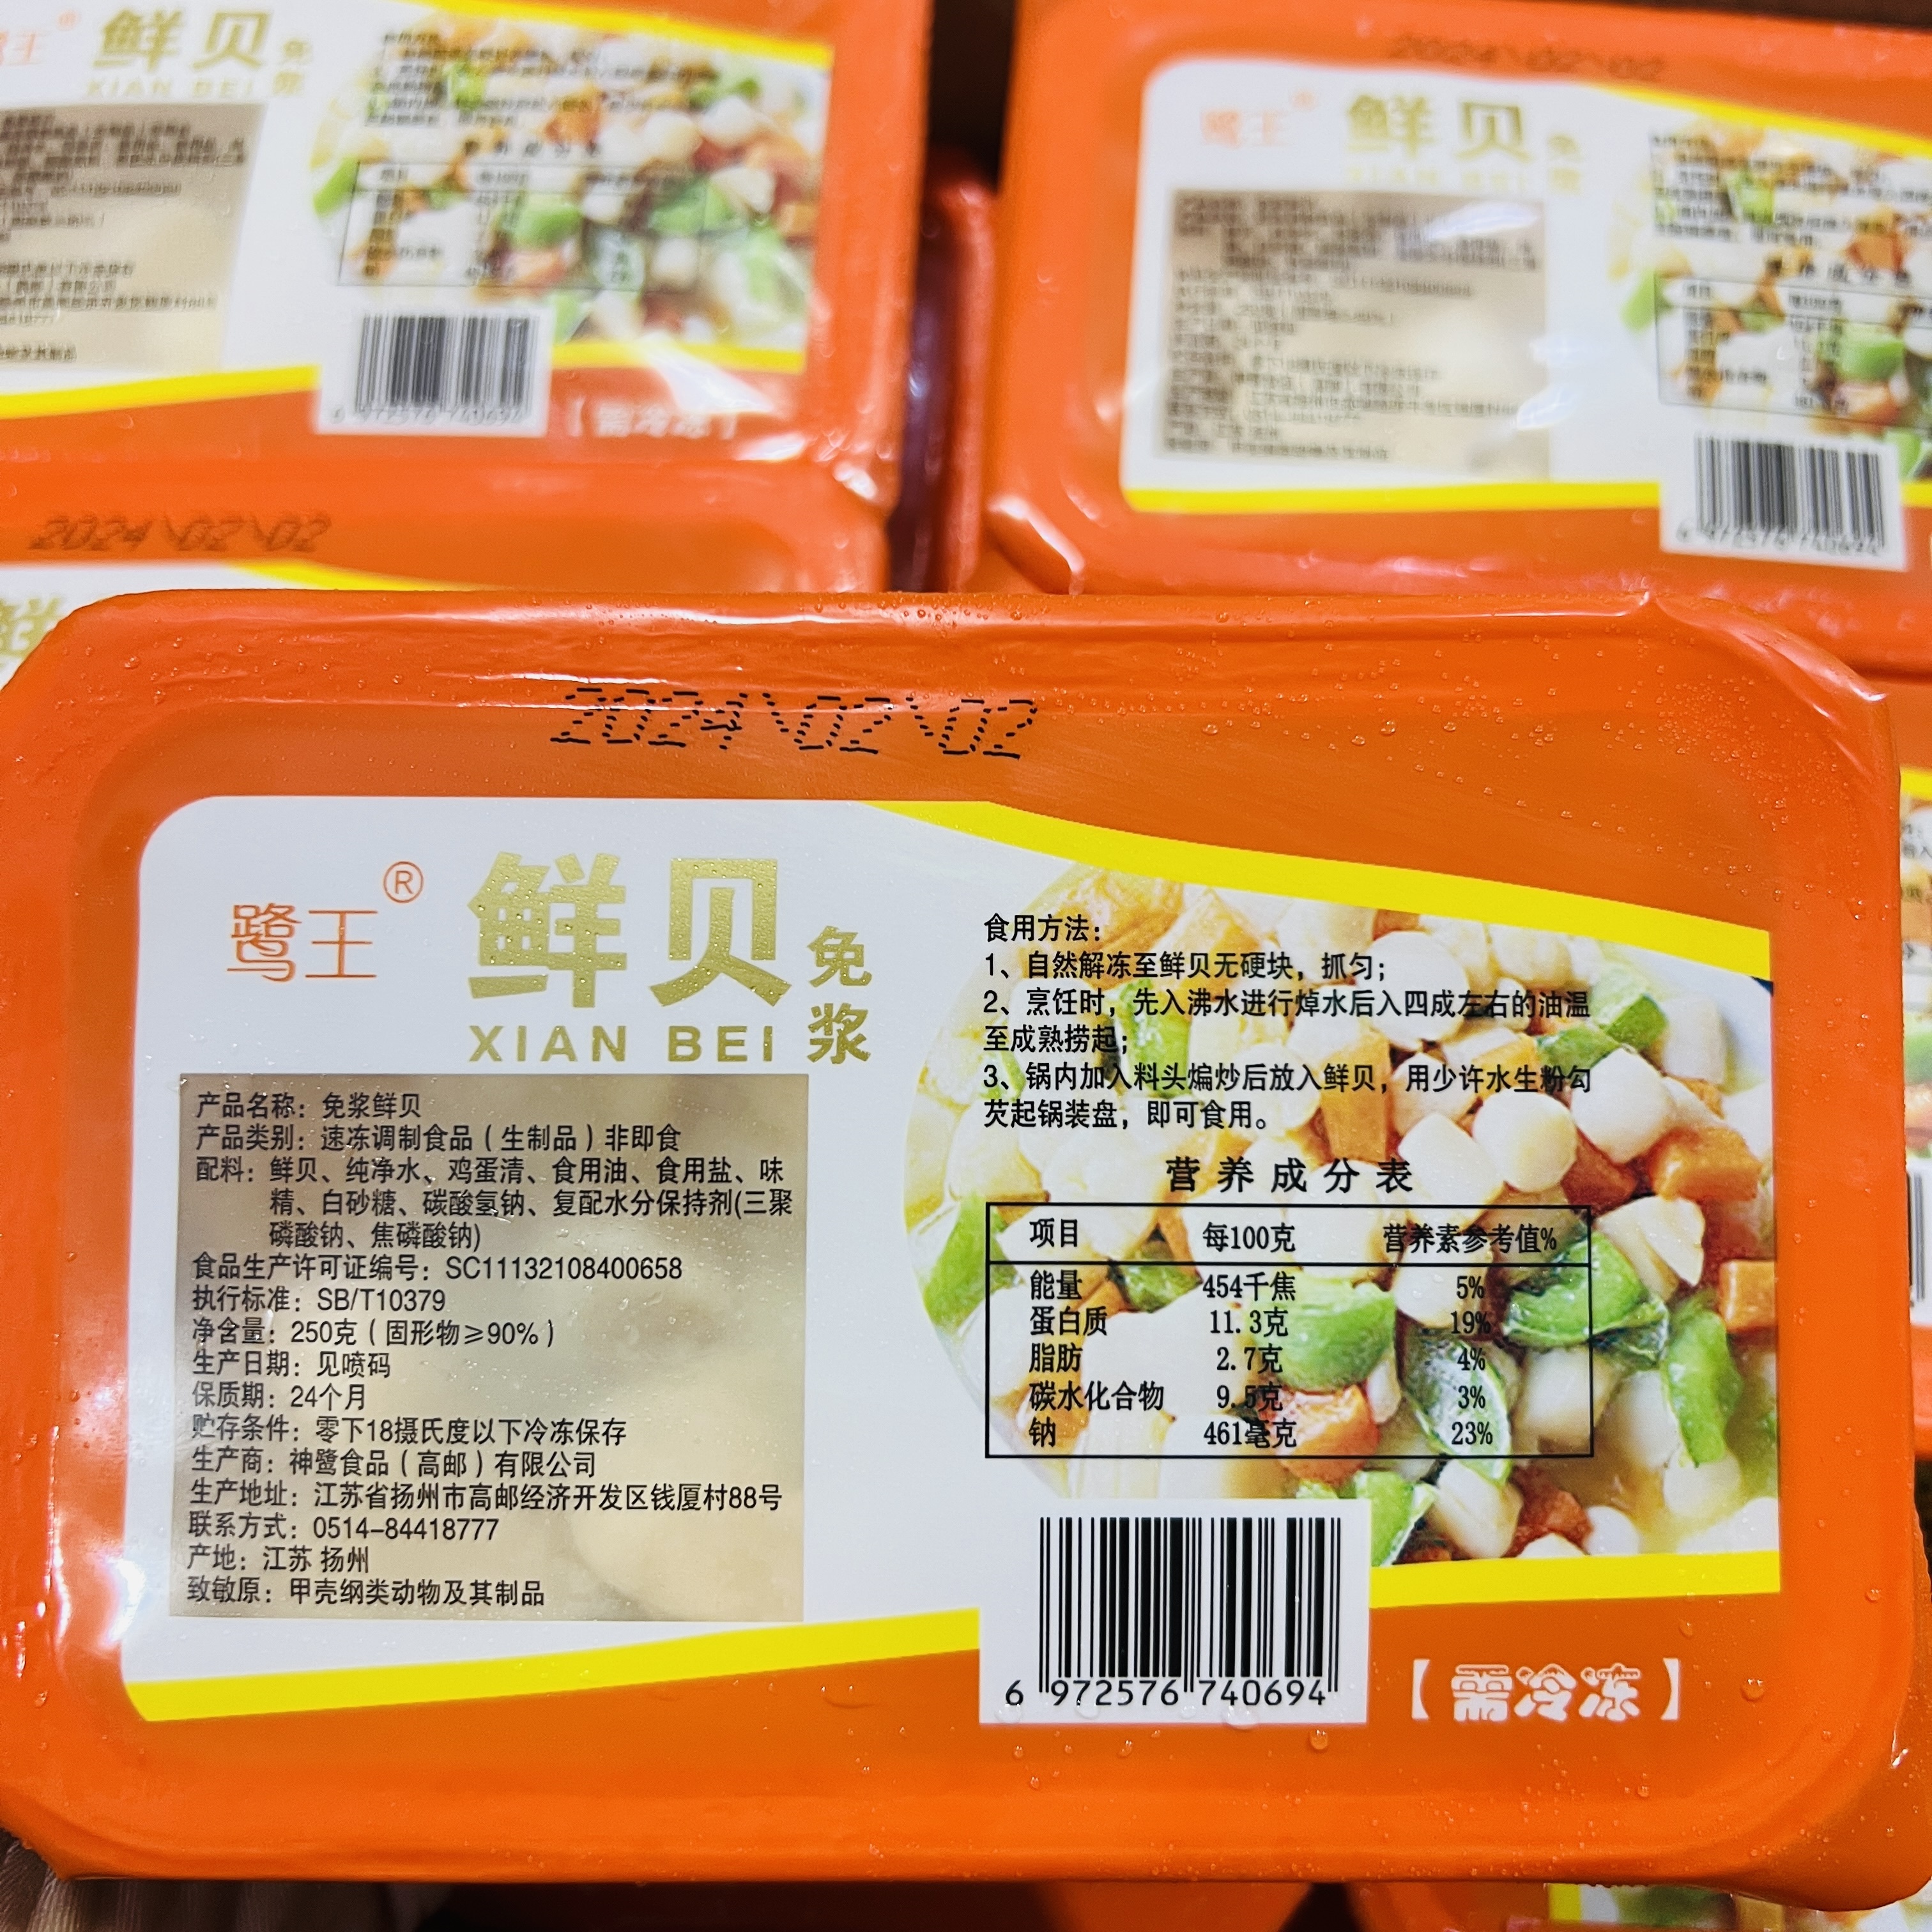 鹭王®
鲜贝
免
浆
XIAN BEI
【需冷冻】
6 972576 740694
2024\02\02
鹭王®
鲜贝
6 972576 740694
2024\02\02
2024\02\02
鹭王®
鲜贝免浆
XIAN BEI
产品名称：免浆鲜贝
产品类别：速冻调制食品（生制品）非即食
配料：鲜贝、纯净水、鸡蛋清、食用油、食用盐、味
精、白砂糖、碳酸氢钠、复配水分保持剂(三聚
磷酸钠、焦磷酸钠)
食品生产许可证编号：SC11132108400658
执行标准：SB/T10379
净含量：250克（固形物≥90%）
生产日期：见喷码
保质期：24个月
贮存条件：零下18摄氏度以下冷冻保存
生产商：神鹭食品（高邮）有限公司
生产地址：江苏省扬州市高邮经济开发区钱厦村88号
联系方式：0514-84418777
产地：江苏 扬州
致敏原：甲壳纲类动物及其制品
食用方法：
1、自然解冻至鲜贝无硬块，抓匀；
2、烹饪时，先入沸水进行焯水后入四成左右的油温
至成熟捞起；
3、锅内加入料头煸炒后放入鲜贝，用少许水生粉勾
芡起锅装盘，即可食用。
营养成分表
项目 每100克 营养素参考值%
能量 454千焦 5%
蛋白质 11.3克 19%
脂肪 2.7克 4%
碳水化合物 9.5克 3%
钠 461毫克 23%
6 972576 740694
【需冷冻】